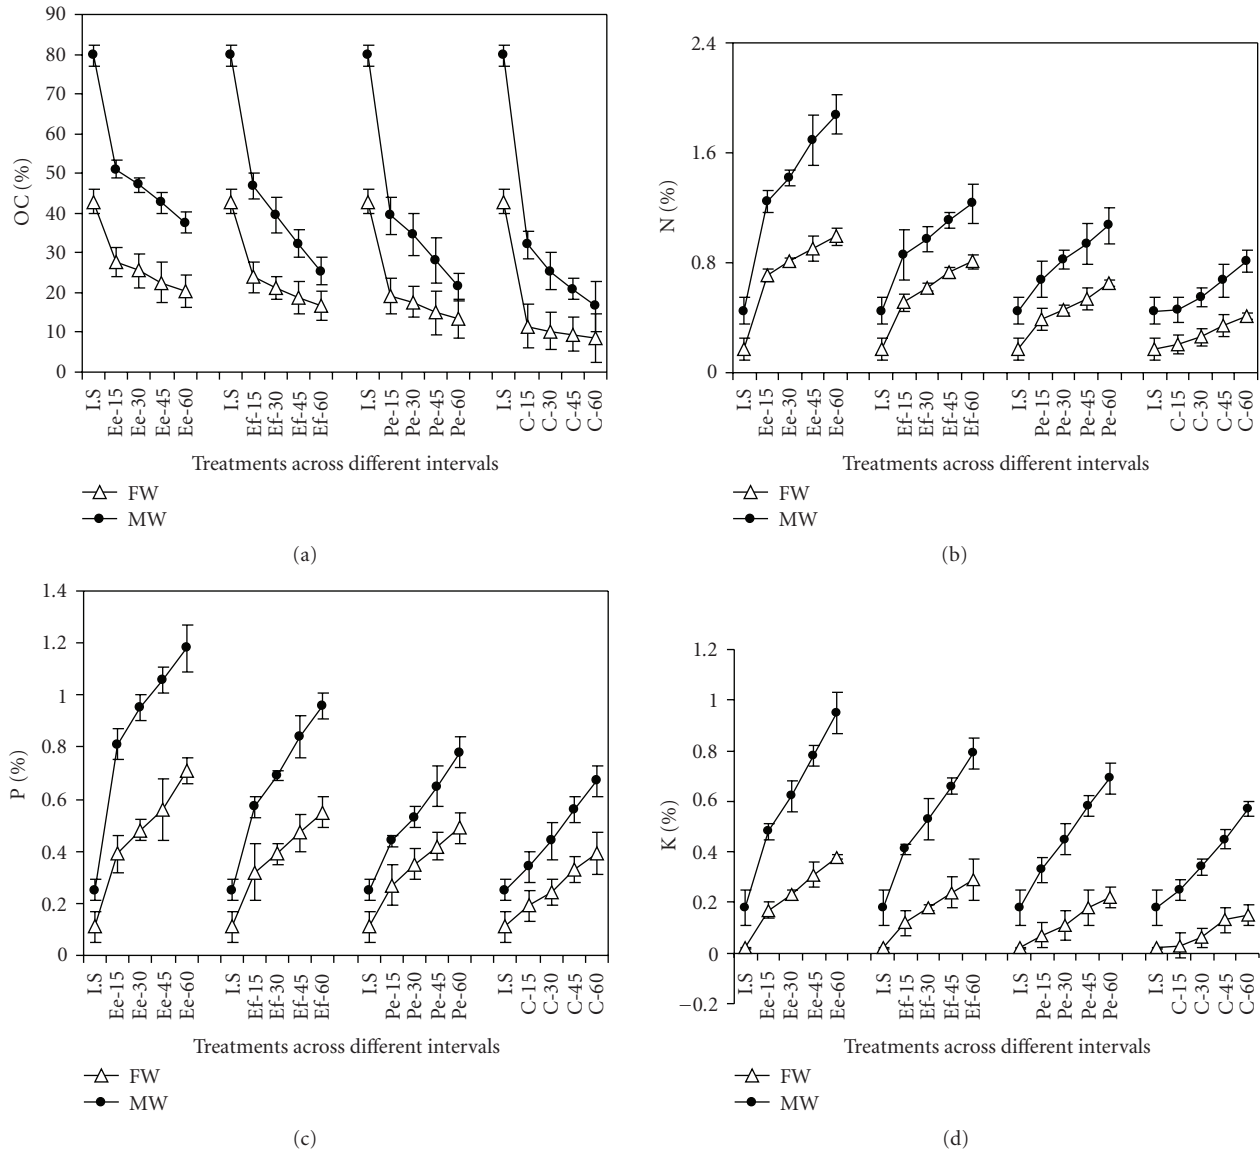 90
80
70
60
50
40
30
20
10
0
OC (%)
I.S
Ee-15
Ee-30
Ee-45
Ee-60
I.S
Ef-15
Ef-30
Ef-45
Ef-60
I.S
Pe-15
Pe-30
Pe-45
Pe-60
I.S
C-15
C-30
C-45
C-60
Treatments across different intervals
FW
MW
(a)
2.4
1.6
0.8
0
N (%)
I.S
Ee-15
Ee-30
Ee-45
Ee-60
I.S
Ef-15
Ef-30
Ef-45
Ef-60
I.S
Pe-15
Pe-30
Pe-45
Pe-60
I.S
C-15
C-30
C-45
C-60
Treatments across different intervals
FW
MW
(b)
1.4
1.2
1
0.8
0.6
0.4
0.2
0
P (%)
I.S
Ee-15
Ee-30
Ee-45
Ee-60
I.S
Ef-15
Ef-30
Ef-45
Ef-60
I.S
Pe-15
Pe-30
Pe-45
Pe-60
I.S
C-15
C-30
C-45
C-60
Treatments across different intervals
FW
MW
(c)
1.2
1
0.8
0.6
0.4
0.2
0
−0.2
K (%)
I.S
Ee-15
Ee-30
Ee-45
Ee-60
I.S
Ef-15
Ef-30
Ef-45
Ef-60
I.S
Pe-15
Pe-30
Pe-45
Pe-60
I.S
C-15
C-30
C-45
C-60
Treatments across different intervals
FW
MW
(d)